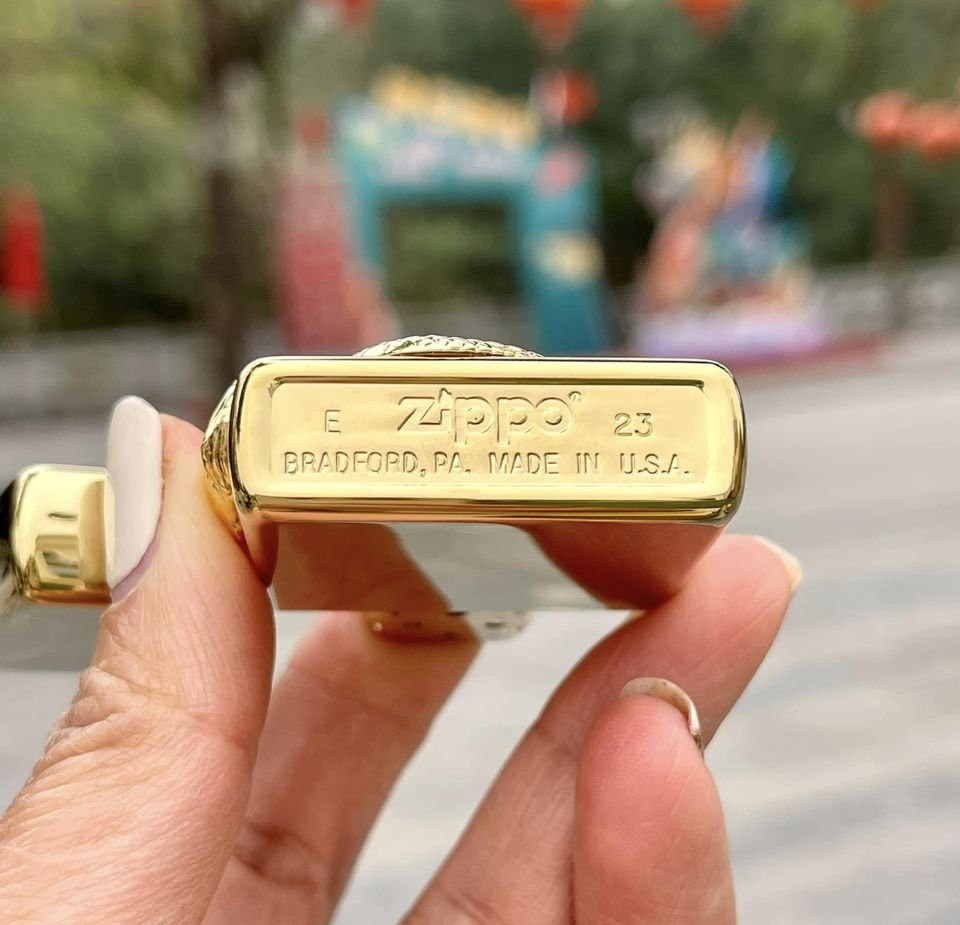 E zippo® 23
BRADFORD, PA. MADE IN U.S.A.